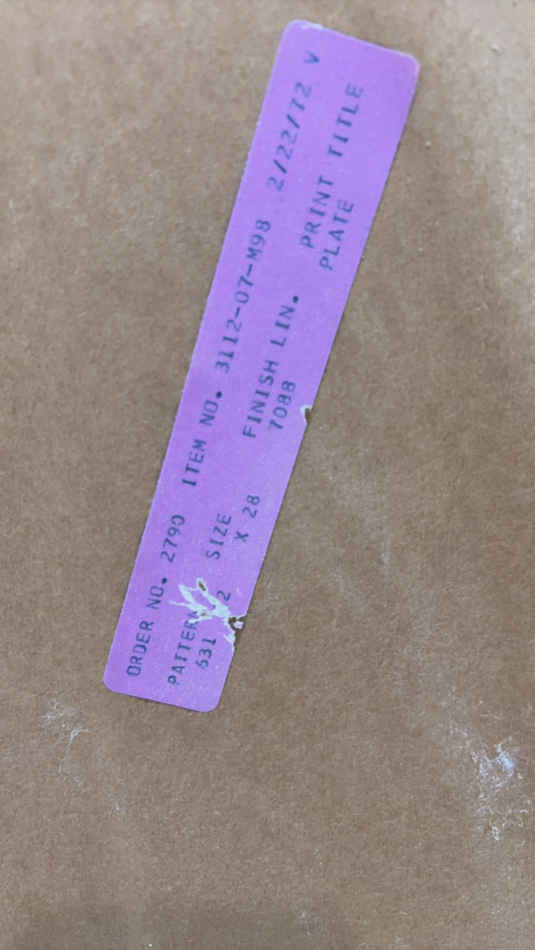 ORDER NO. 2790 ITEM NO. 3112-07-M98 2/22/72 V
PATTERN SIZE FINISH LIN. PRINT TITLE
631 2 X 28 7088 PLATE